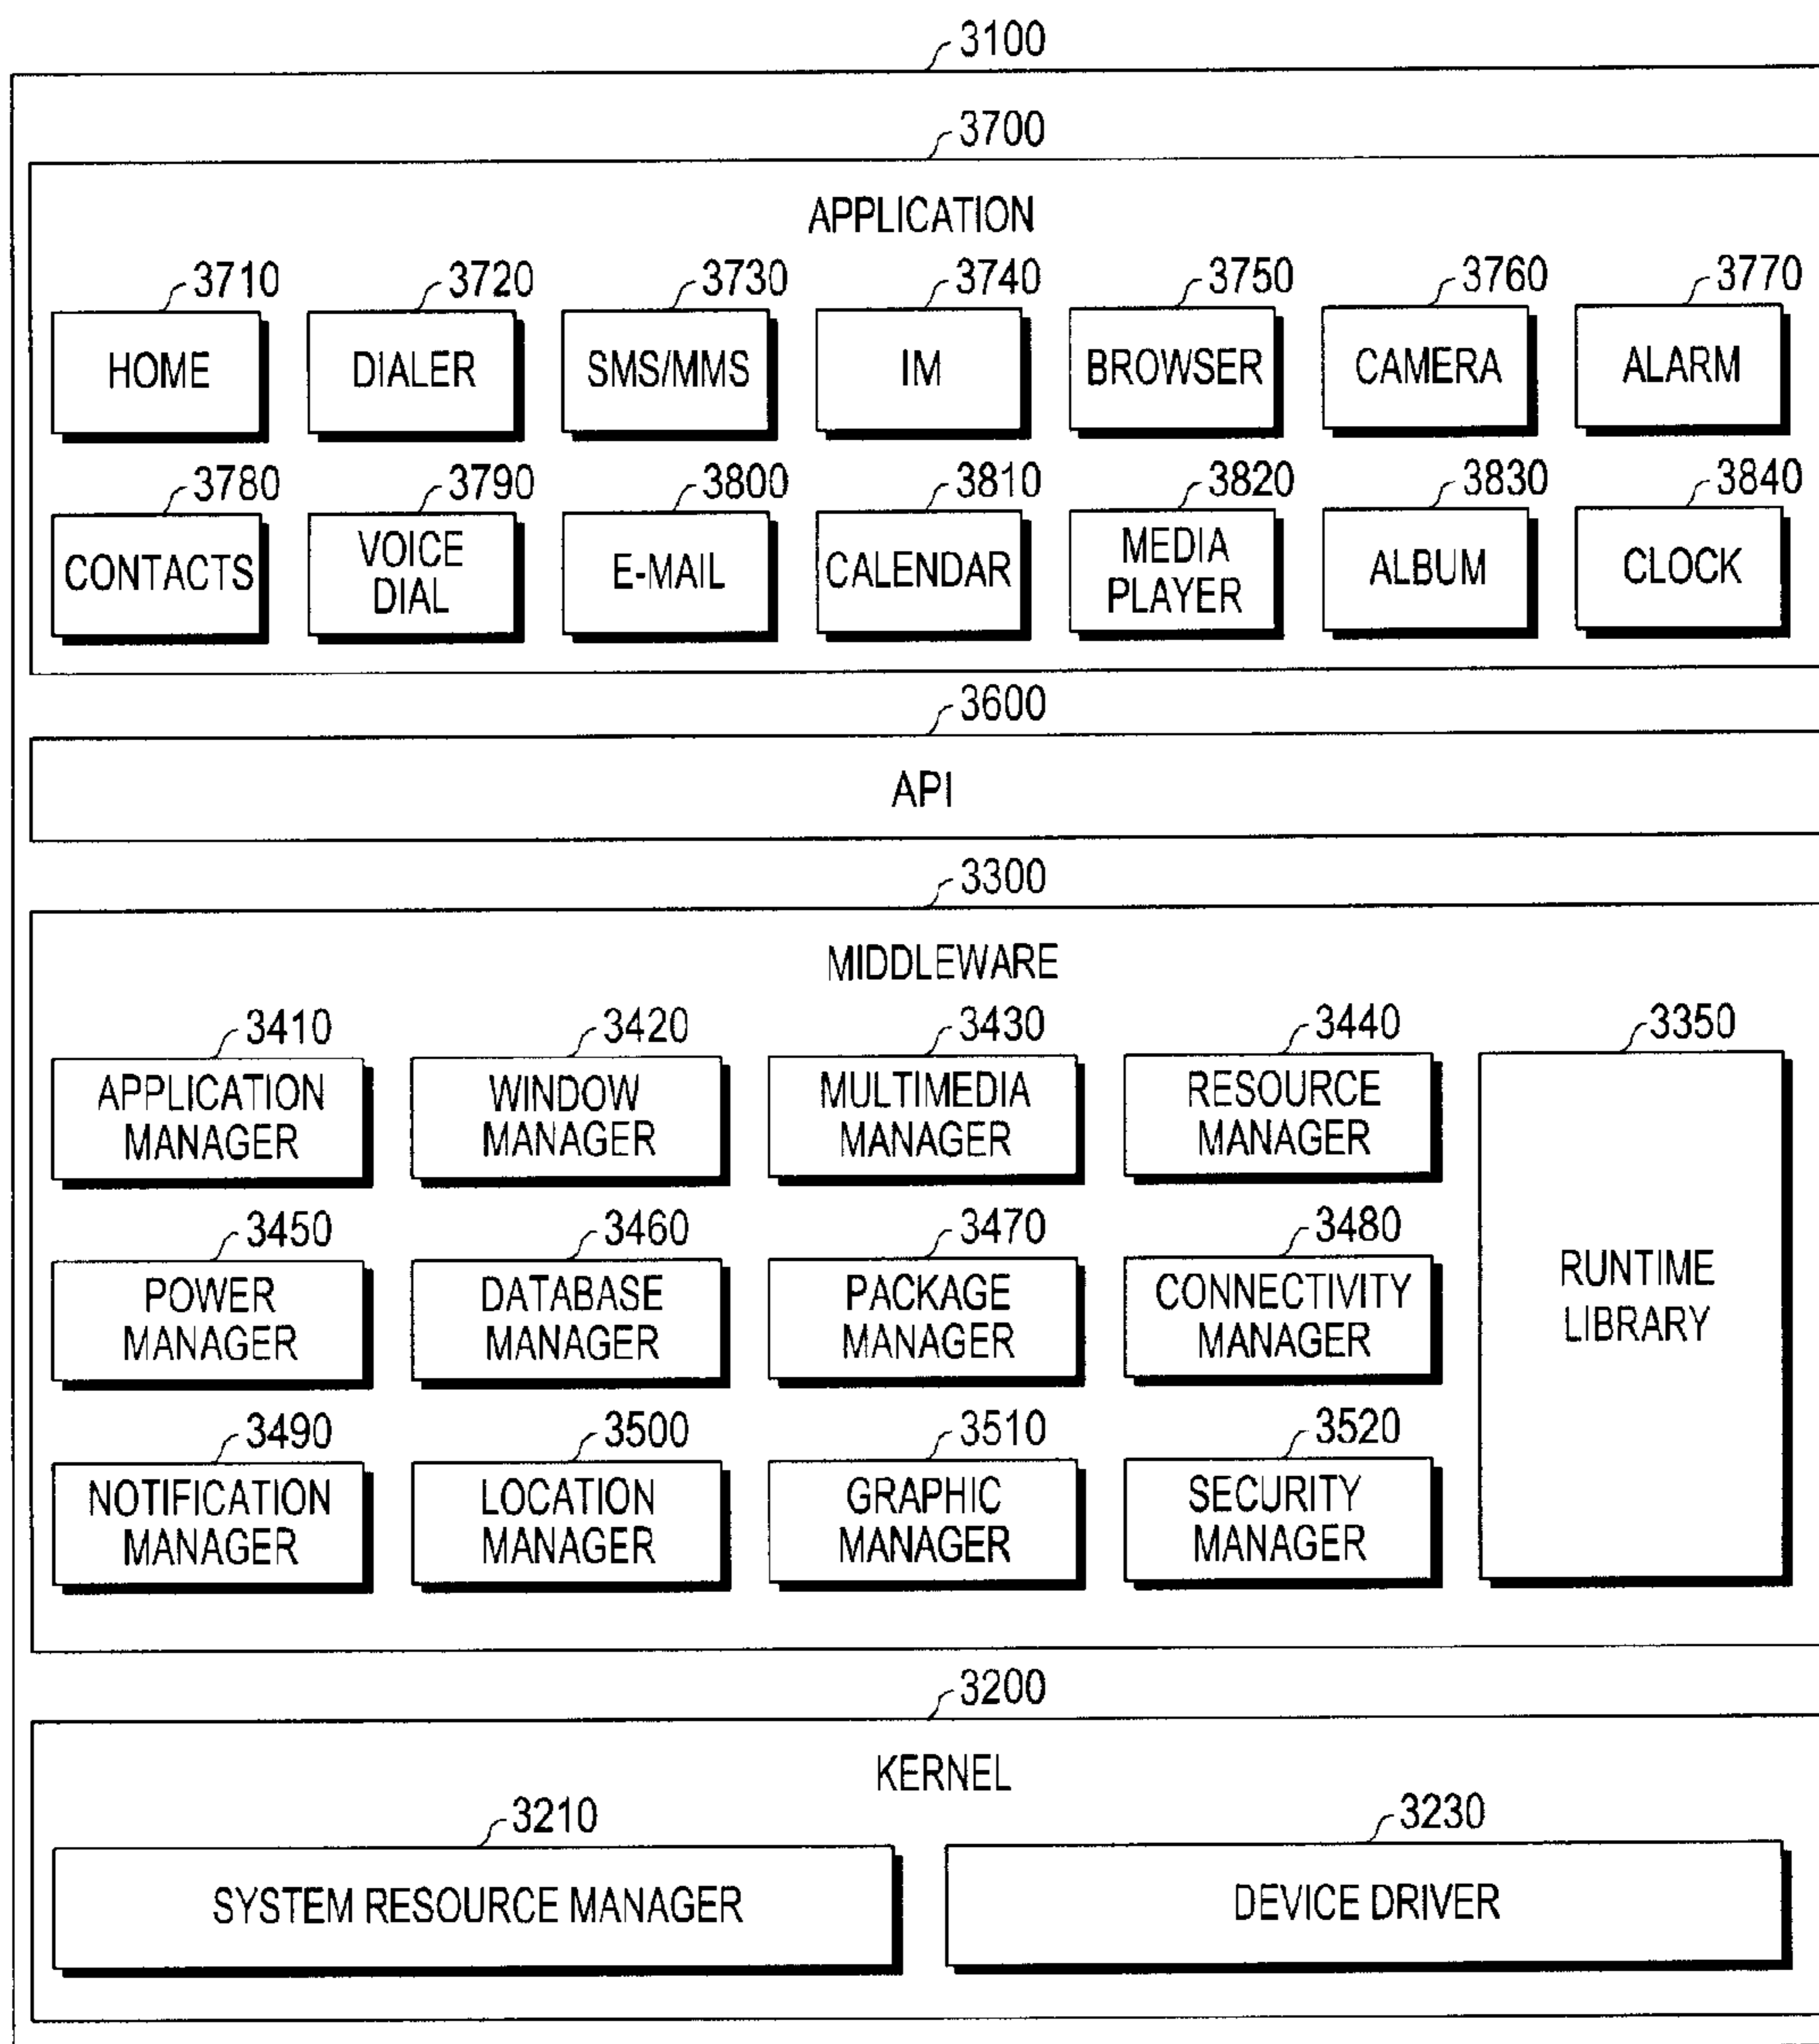 3100
3700
APPLICATION
3710 3720 3730 3740 3750 3760 3770
HOME DIALER SMS/MMS IM BROWSER CAMERA ALARM
3780 3790 3800 3810 3820 3830 3840
CONTACTS VOICE DIAL E-MAIL CALENDAR MEDIA PLAYER ALBUM CLOCK
3600
API
3300
MIDDLEWARE
3410 3420 3430 3440 3350
APPLICATION MANAGER WINDOW MANAGER MULTIMEDIA MANAGER RESOURCE MANAGER
3450 3460 3470 3480
POWER MANAGER DATABASE MANAGER PACKAGE MANAGER CONNECTIVITY MANAGER RUNTIME LIBRARY
3490 3500 3510 3520
NOTIFICATION MANAGER LOCATION MANAGER GRAPHIC MANAGER SECURITY MANAGER
3200
KERNEL
3210 3230
SYSTEM RESOURCE MANAGER DEVICE DRIVER